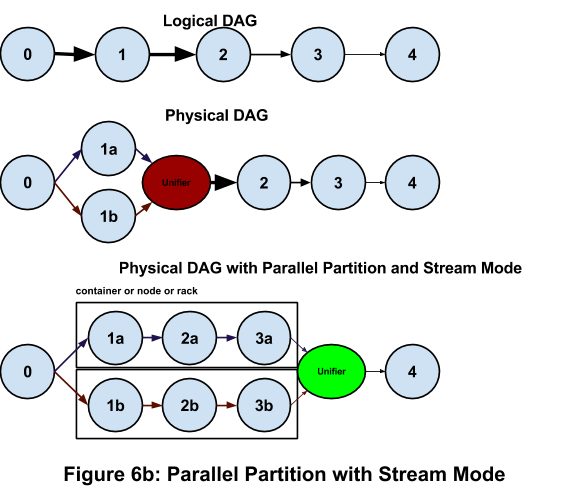 Logical DAG
0 1 2 3 4
Physical DAG
1a
0 Unifier 2 3 4
1b
Physical DAG with Parallel Partition and Stream Mode
container or node or rack
1a 2a 3a
0 Unifier 4
1b 2b 3b
Figure 6b: Parallel Partition with Stream Mode